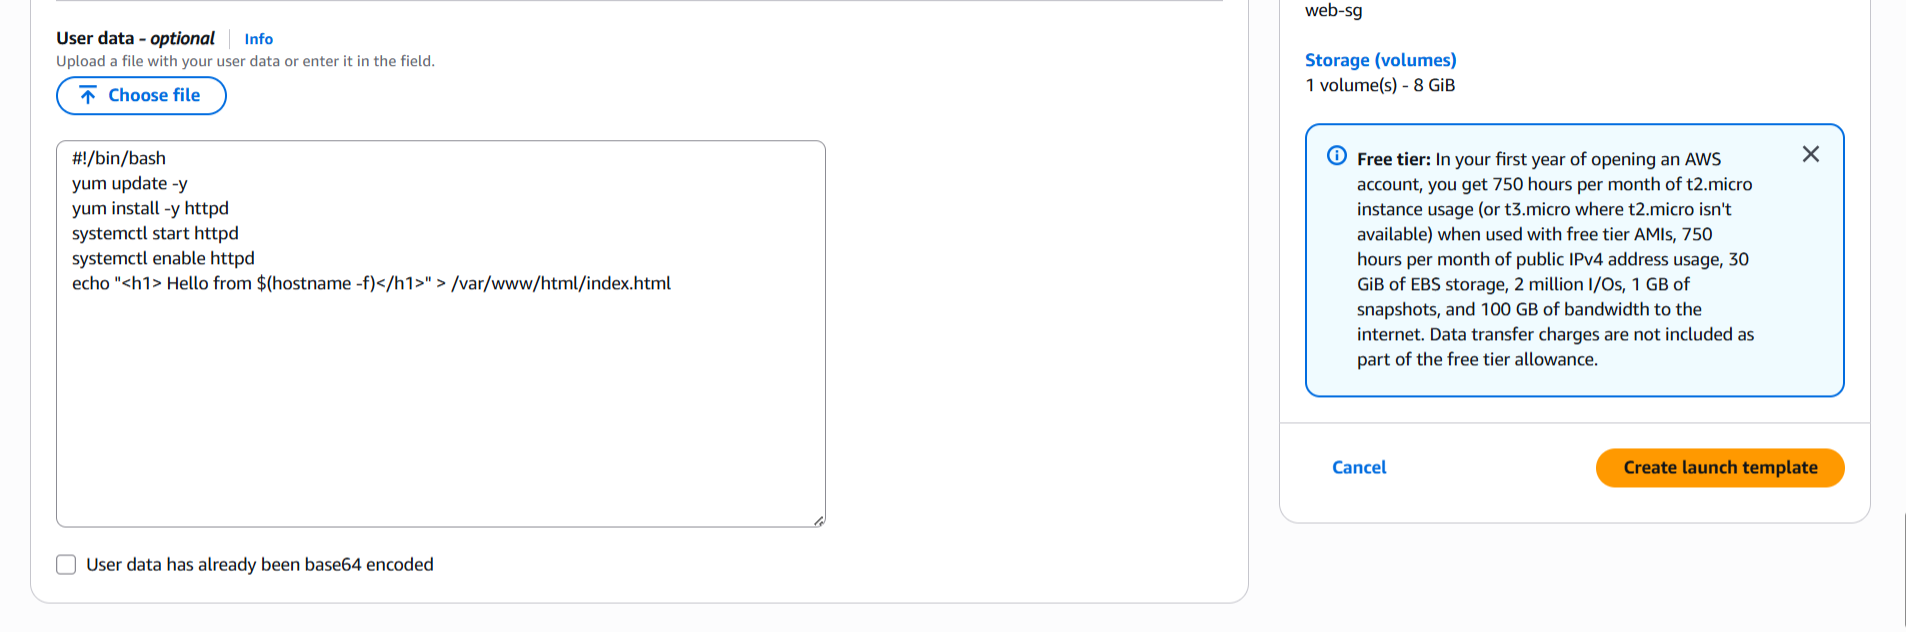 User data - optional
Info
Upload a file with your user data or enter it in the field.
Choose file
#!/bin/bash
yum update -y
yum install -y httpd
systemctl start httpd
systemctl enable httpd
echo "<h1> Hello from $(hostname -f)</h1>" > /var/www/html/index.html
User data has already been base64 encoded
web-sg
Storage (volumes)
1 volume(s) - 8 GiB
Free tier: In your first year of opening an AWS
account, you get 750 hours per month of t2.micro
instance usage (or t3.micro where t2.micro isn't
available) when used with free tier AMIs, 750
hours per month of public IPv4 address usage, 30
GiB of EBS storage, 2 million I/Os, 1 GB of
snapshots, and 100 GB of bandwidth to the
internet. Data transfer charges are not included as
part of the free tier allowance.
Cancel
Create launch template